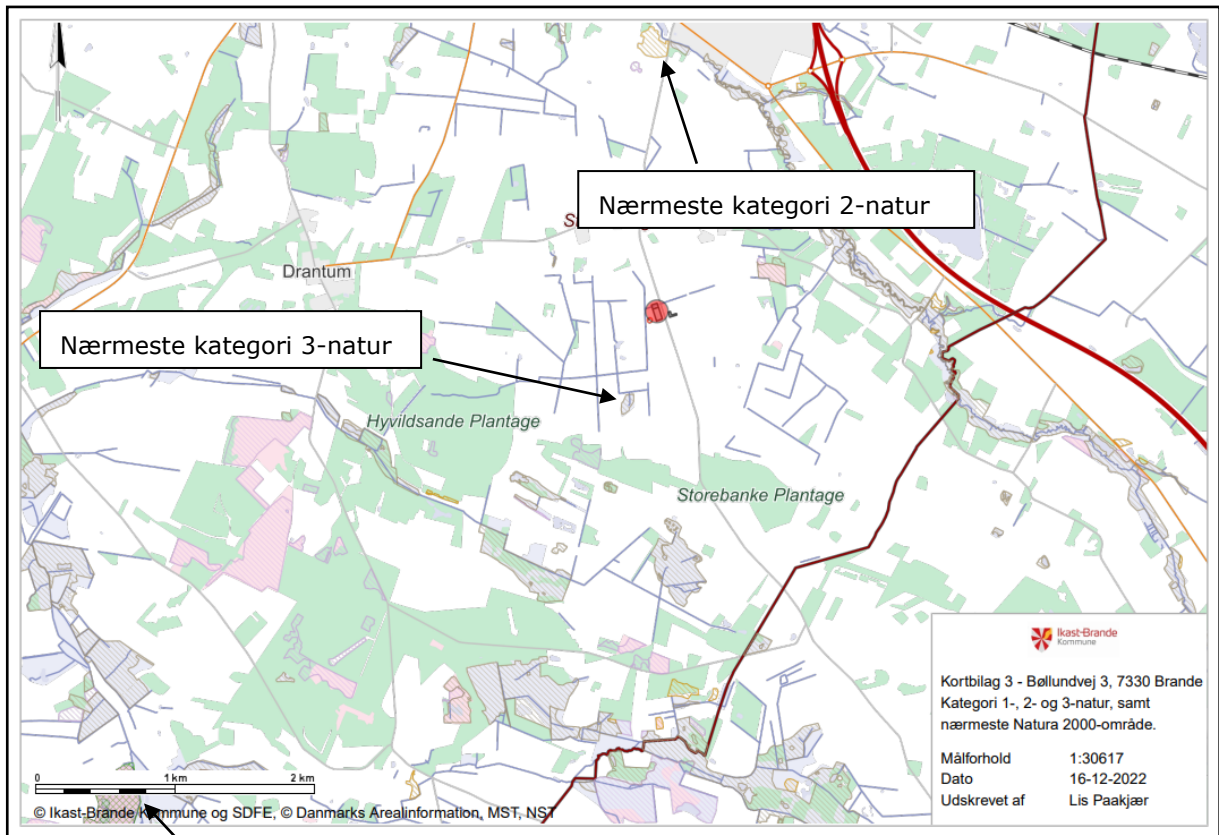 Nærmeste kategori 2-natur
Drantum
Nærmeste kategori 3-natur
Hyvildsande Plantage
Storebanke Plantage
Ikast-Brande
Kommune
Kortbilag 3 - Bøllundvej 3, 7330 Brande
Kategori 1-, 2- og 3-natur, samt
nærmeste Natura 2000-område.
Målforhold 1:30617
Dato 16-12-2022
Udskrevet af Lis Paakjær
0 1 km 2 km
© Ikast-Brande Kommune og SDFE, © Danmarks Arealinformation, MST, NST